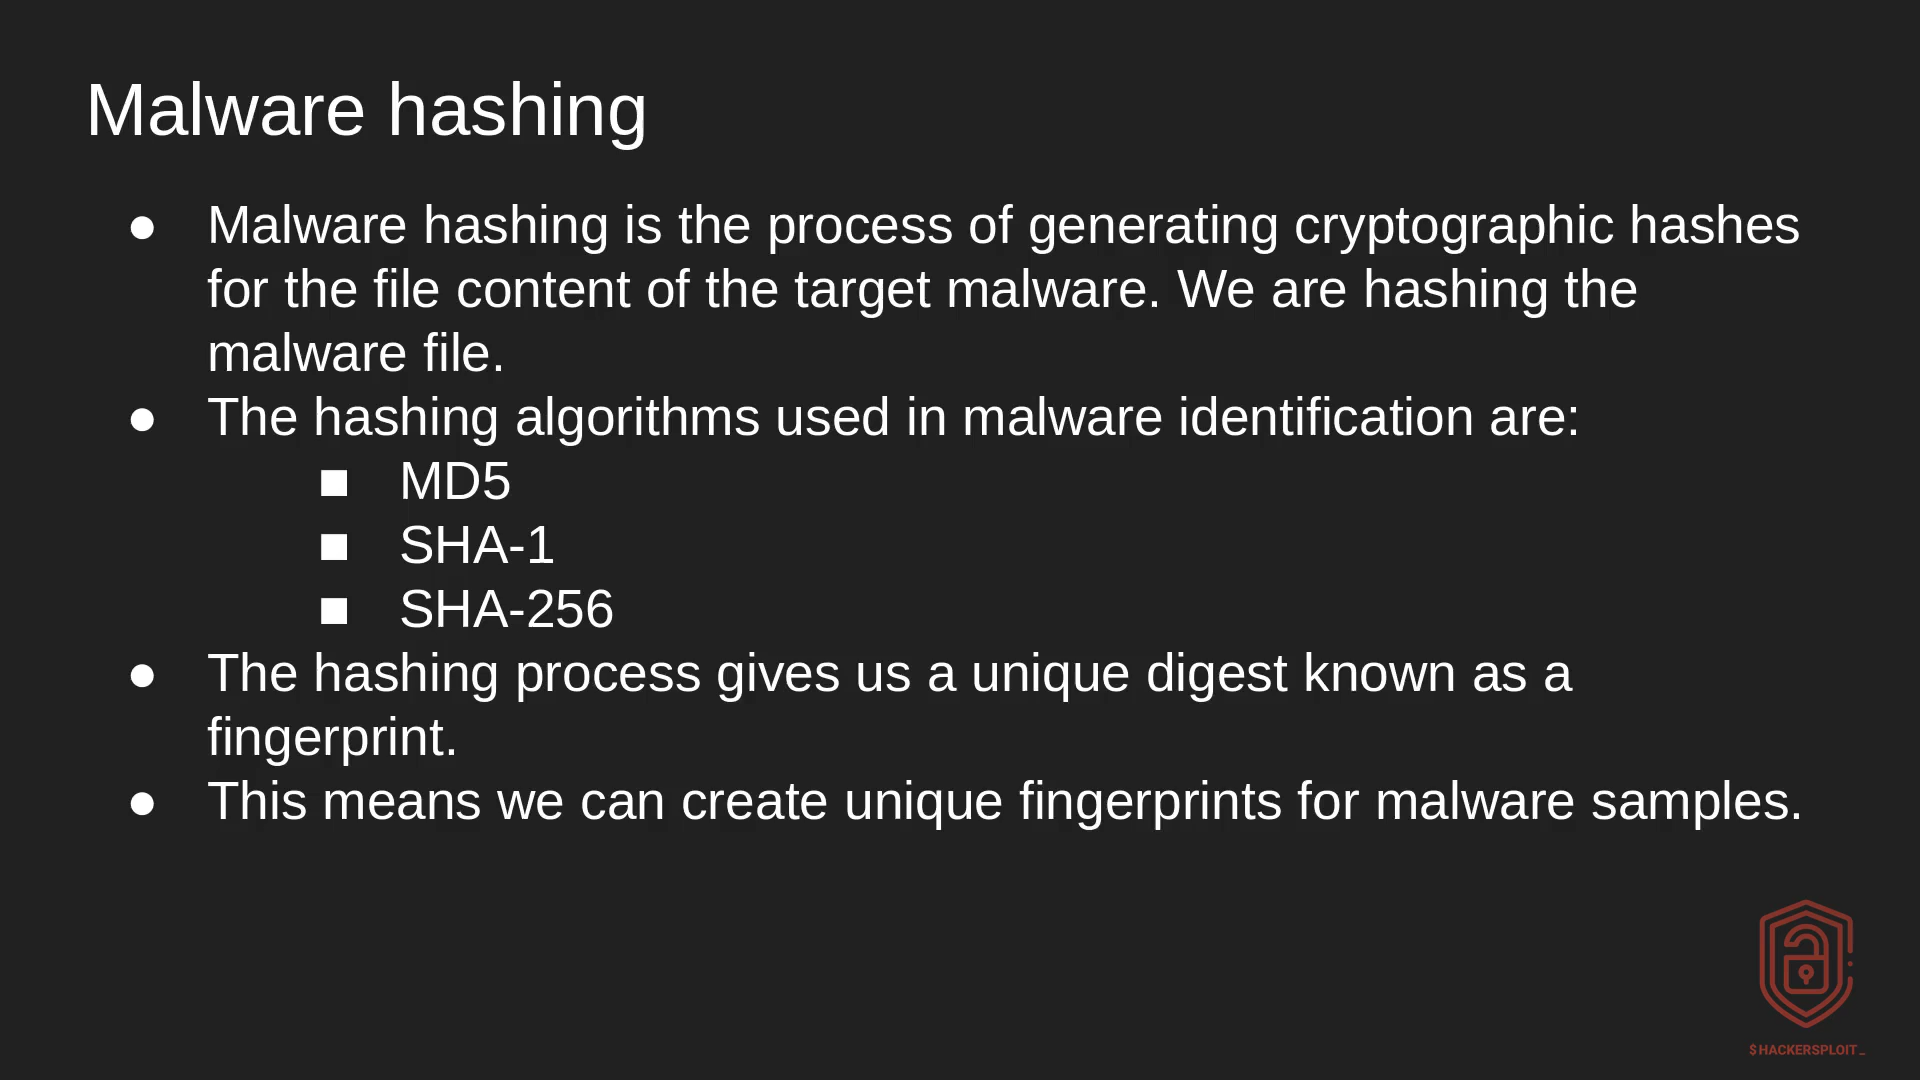 Malware hashing
● Malware hashing is the process of generating cryptographic hashes
for the file content of the target malware. We are hashing the
malware file.
● The hashing algorithms used in malware identification are:
■ MD5
■ SHA-1
■ SHA-256
● The hashing process gives us a unique digest known as a
fingerprint.
● This means we can create unique fingerprints for malware samples.
$HACKERSPLOIT_